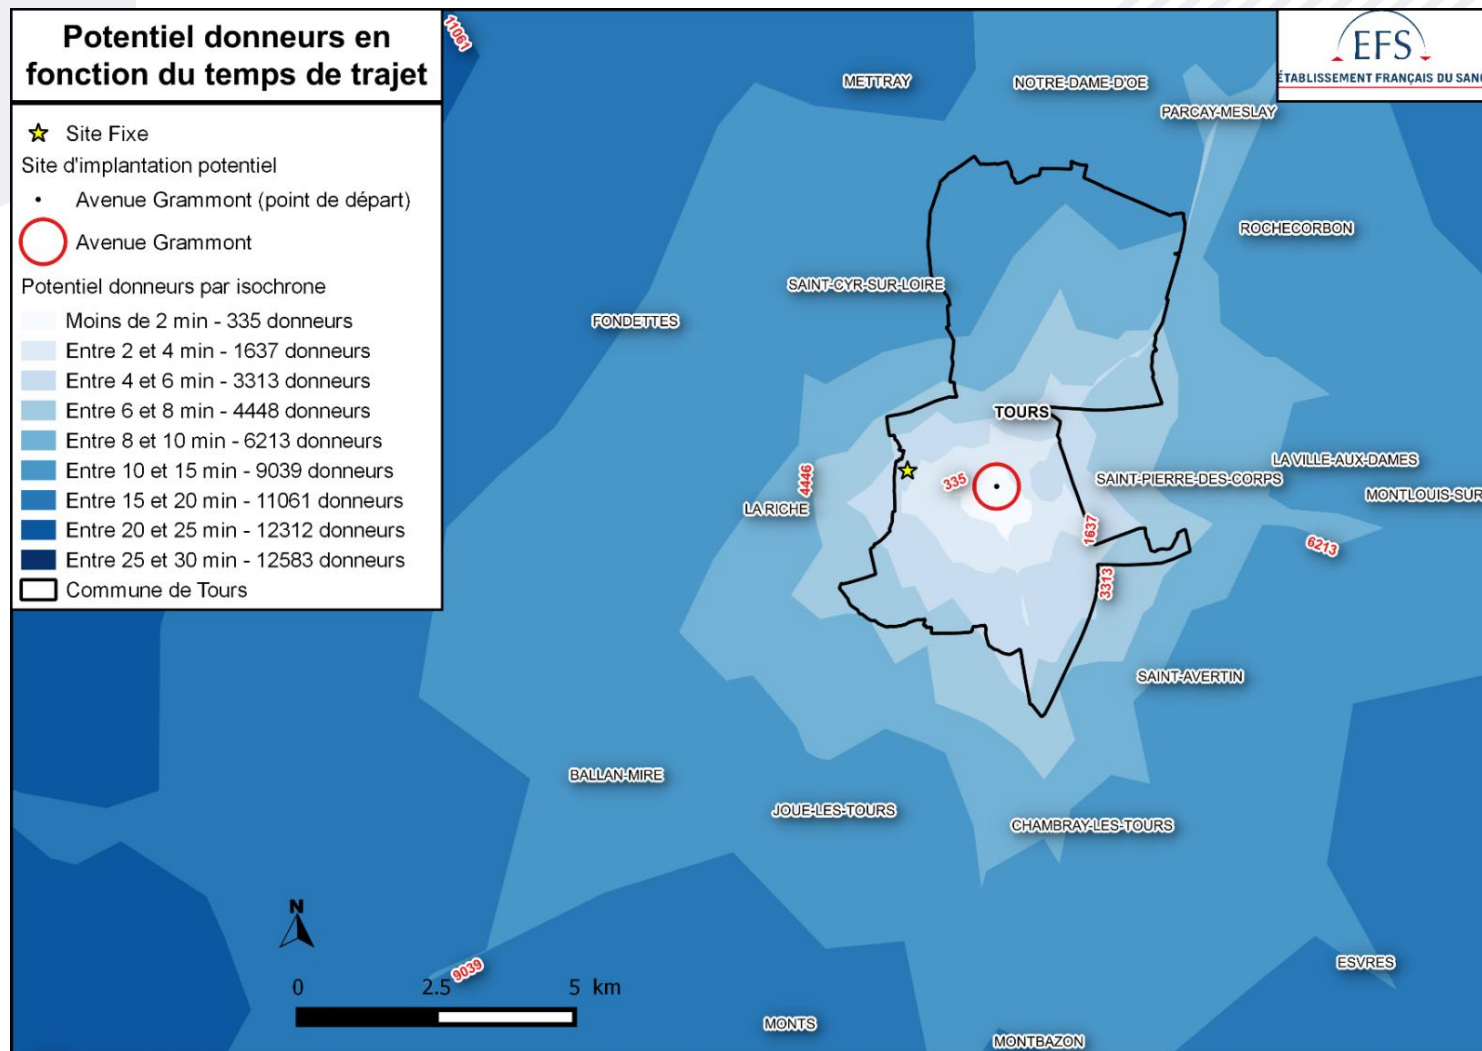 Potentiel donneurs en
fonction du temps de trajet
Site Fixe
Site d'implantation potentiel
Avenue Grammont (point de départ)
Avenue Grammont
Potentiel donneurs par isochrone
Moins de 2 min - 335 donneurs
Entre 2 et 4 min - 1637 donneurs
Entre 4 et 6 min - 3313 donneurs
Entre 6 et 8 min - 4448 donneurs
Entre 8 et 10 min - 6213 donneurs
Entre 10 et 15 min - 9039 donneurs
Entre 15 et 20 min - 11061 donneurs
Entre 20 et 25 min - 12312 donneurs
Entre 25 et 30 min - 12583 donneurs
Commune de Tours
11061
EFS
ÉTABLISSEMENT FRANÇAIS DU SANG
METTRAY
NOTRE-DAME-D'OE
PARCAY-MESLAY
ROCHECORBON
SAINT-CYR-SUR-LOIRE
FONDETTES
TOURS
LA VILLE-AUX-DAMES
4446
335
SAINT-PIERRE-DES-CORPS
MONTLOUIS-SUR
LA RICHE
1637
6213
3313
SAINT-AVERTIN
BALLAN-MIRE
JOUE-LES-TOURS
CHAMBRAY-LES-TOURS
N
9039
ESVRES
0 2.5 5 km
MONTS
MONTBAZON